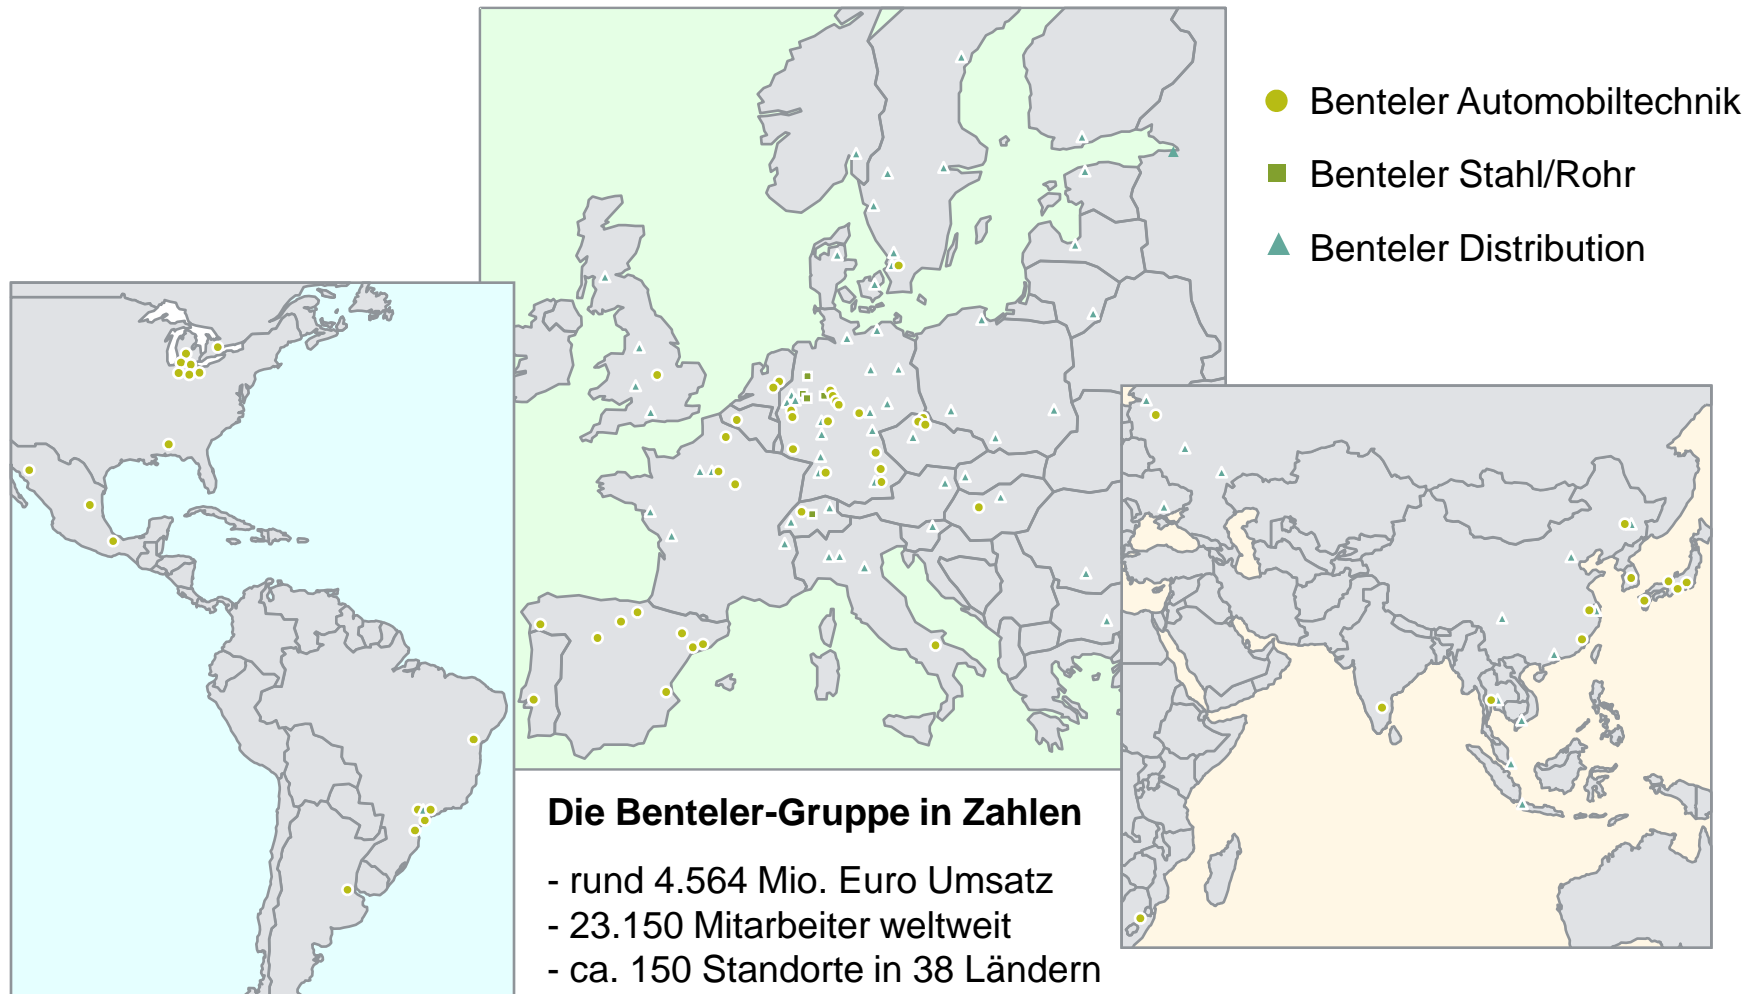 Benteler Automobiltechnik
Benteler Stahl/Rohr
Benteler Distribution
Die Benteler-Gruppe in Zahlen
- rund 4.564 Mio. Euro Umsatz
- 23.150 Mitarbeiter weltweit
- ca. 150 Standorte in 38 Ländern